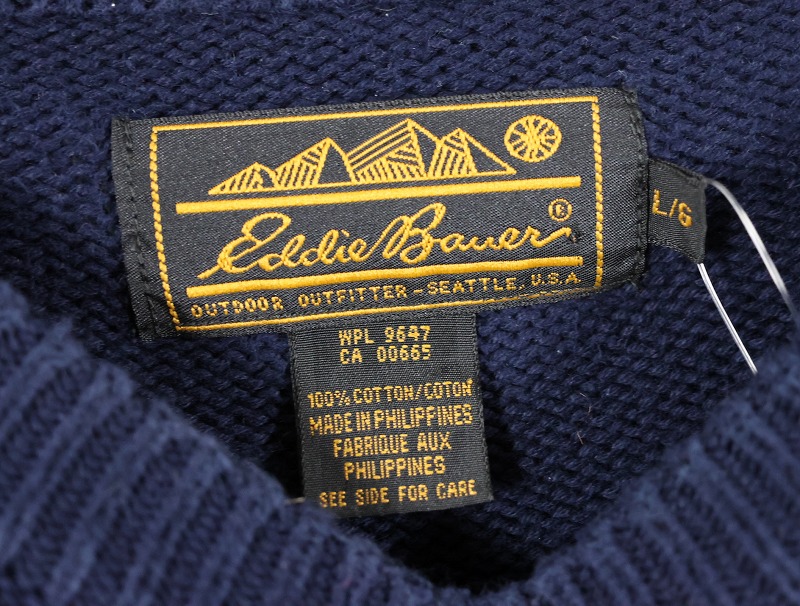 Eddie Bauer ®
OUTDOOR OUTFITTER - SEATTLE, U.S.A
L/G
WPL 9647
CA 00665
100% COTTON/COTON
MADE IN PHILIPPINES
FABRIQUE AUX
PHILIPPINES
SEE SIDE FOR CARE